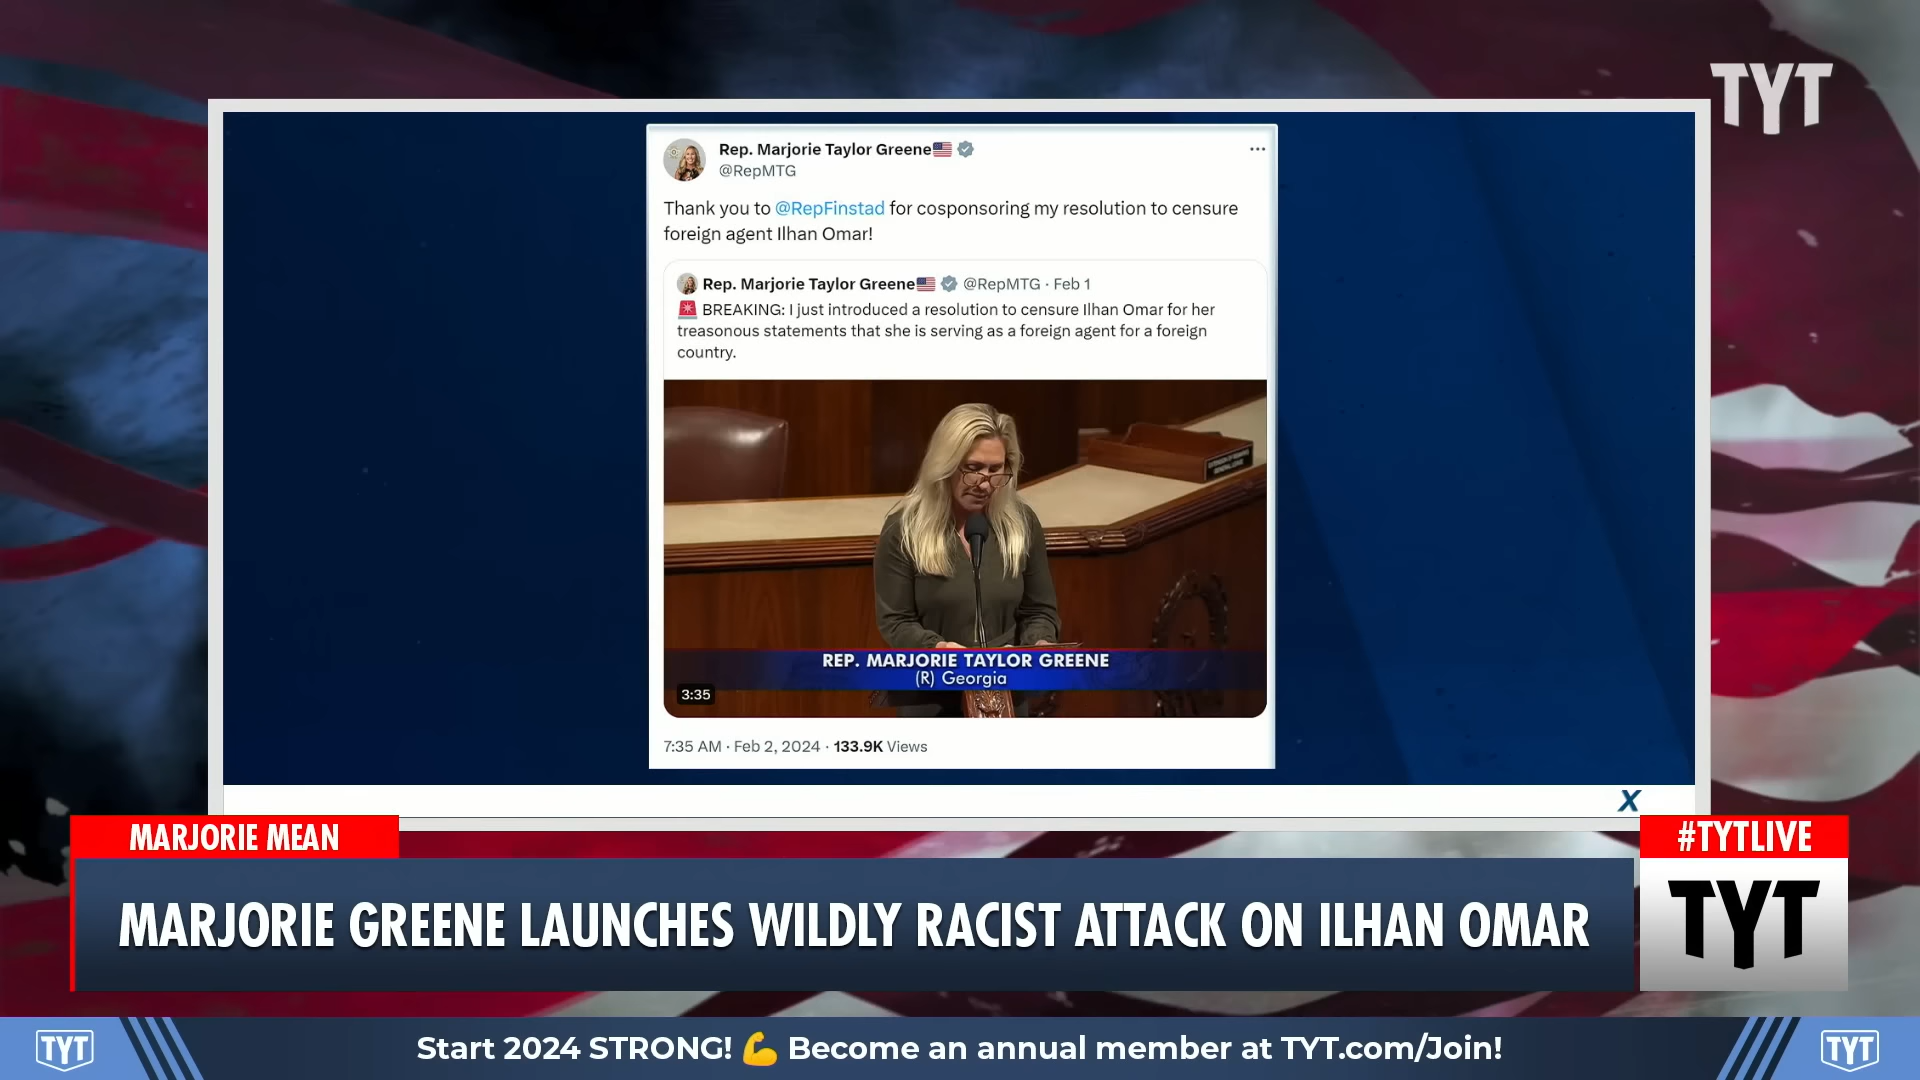 TYT
Rep. Marjorie Taylor Greene🇺🇸
@RepMTG
Thank you to @RepFinstad for cosponsoring my resolution to censure
foreign agent Ilhan Omar!
Rep. Marjorie Taylor Greene🇺🇸 @RepMTG · Feb 1
🚨 BREAKING: I just introduced a resolution to censure Ilhan Omar for her
treasonous statements that she is serving as a foreign agent for a foreign
country.
REP. MARJORIE TAYLOR GREENE
(R) Georgia
3:35
7:35 AM · Feb 2, 2024 · 133.9K Views
X
MARJORIE MEAN
#TYTLIVE
MARJORIE GREENE LAUNCHES WILDLY RACIST ATTACK ON ILHAN OMAR
TYT
TYT
Start 2024 STRONG! 💪 Become an annual member at TYT.com/Join!
TYT